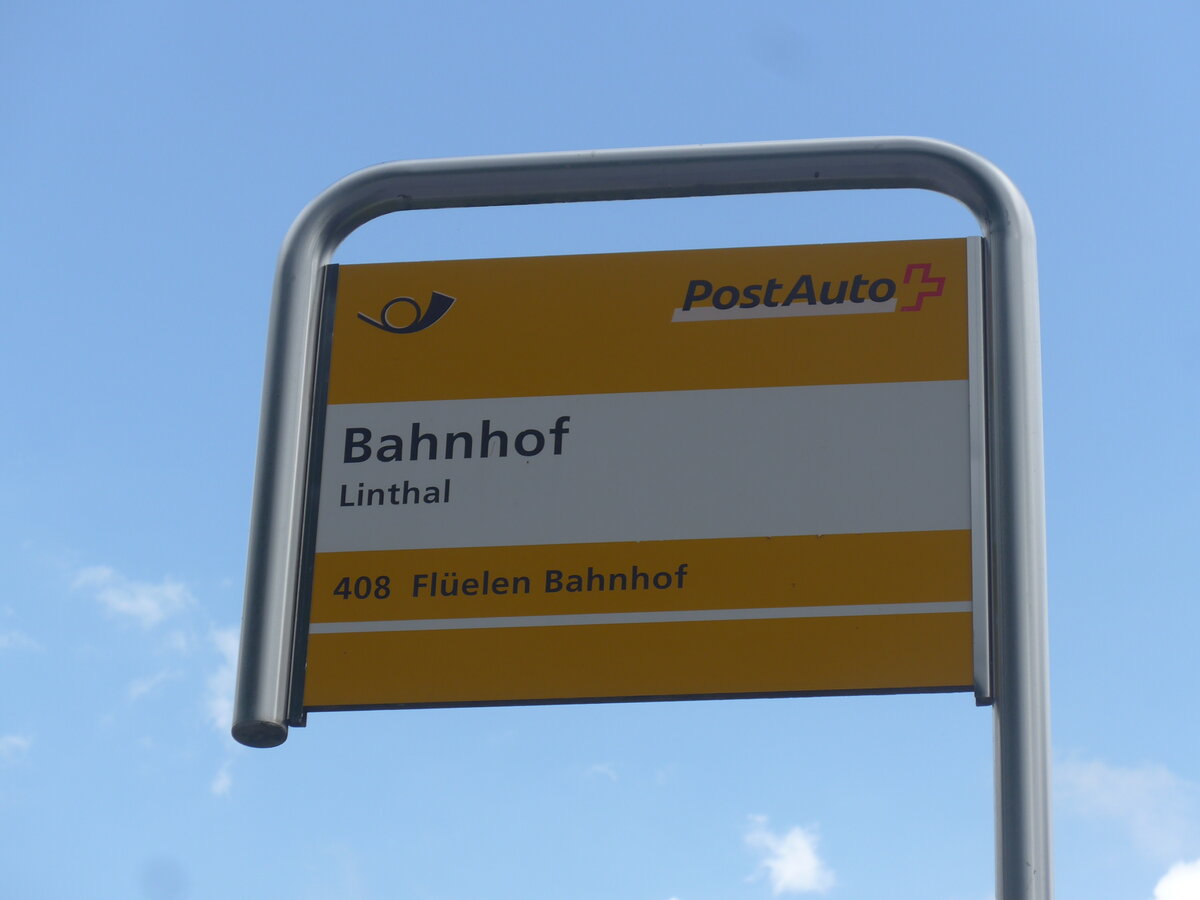 PostAuto
Bahnhof
Linthal
408 Flüelen Bahnhof